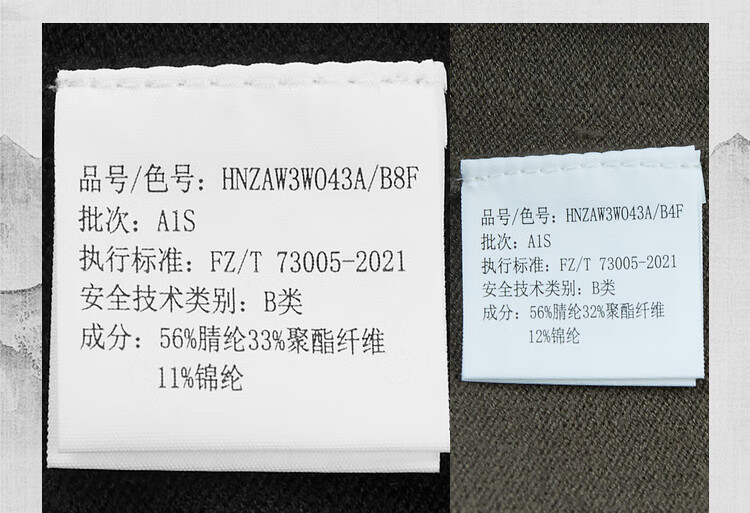 品号/色号: HNZAW3W043A/B8F
批次: A1S
执行标准: FZ/T 73005-2021
安全技术类别: B类
成分: 56%腈纶33%聚酯纤维
11%锦纶
品号/色号: HNZAW3W043A/B4F
批次: A1S
执行标准: FZ/T 73005-2021
安全技术类别: B类
成分: 56%腈纶32%聚酯纤维
12%锦纶